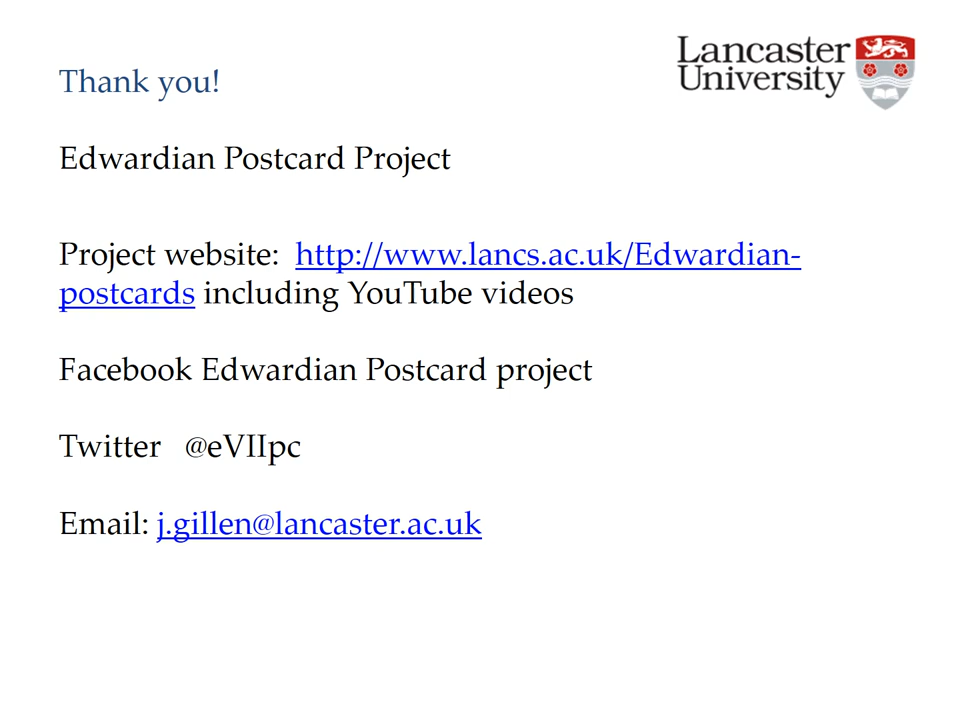 Lancaster
University
Thank you!
Edwardian Postcard Project
Project website:  http://www.lancs.ac.uk/Edwardian-
postcards including YouTube videos
Facebook Edwardian Postcard project
Twitter   @eVIIpc
Email: j.gillen@lancaster.ac.uk